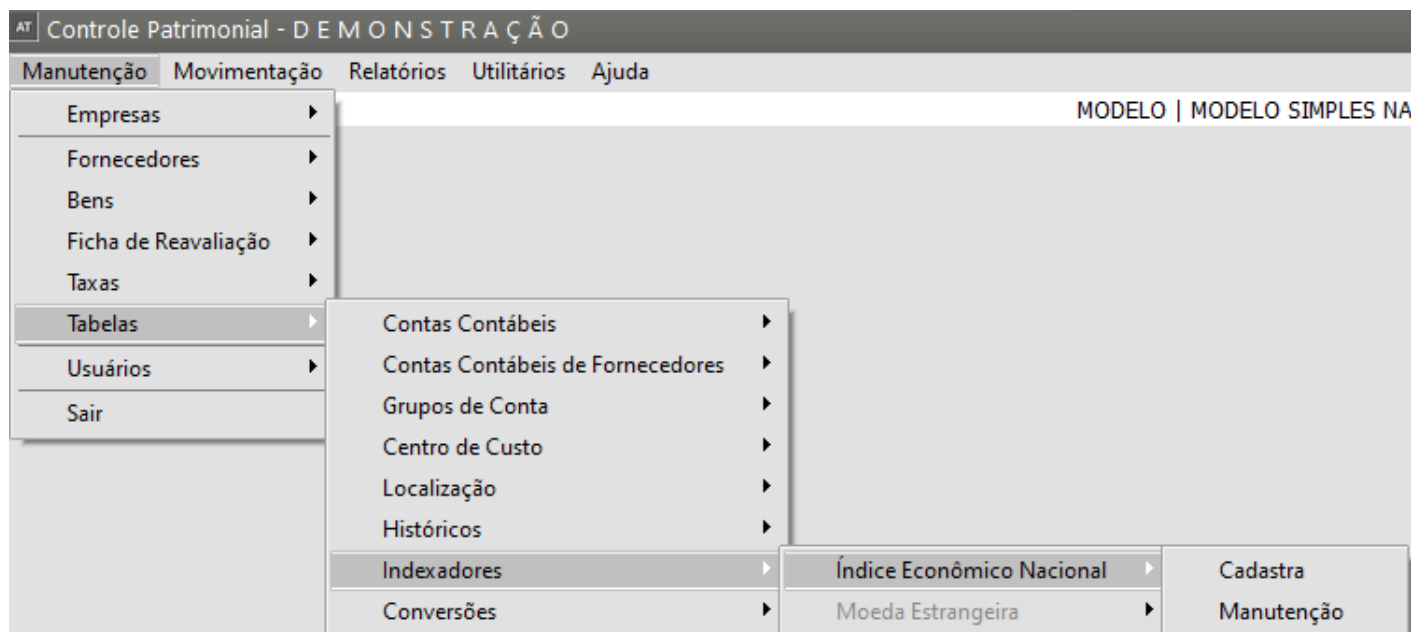 AT Controle Patrimonial - D E M O N S T R A Ç Ã O
Manutenção Movimentação Relatórios Utilitários Ajuda
MODELO | MODELO SIMPLES NA
Empresas
Fornecedores
Bens
Ficha de Reavaliação
Taxas
Tabelas
Usuários
Sair
Contas Contábeis
Contas Contábeis de Fornecedores
Grupos de Conta
Centro de Custo
Localização
Históricos
Indexadores
Conversões
Índice Econômico Nacional
Moeda Estrangeira
Cadastra
Manutenção